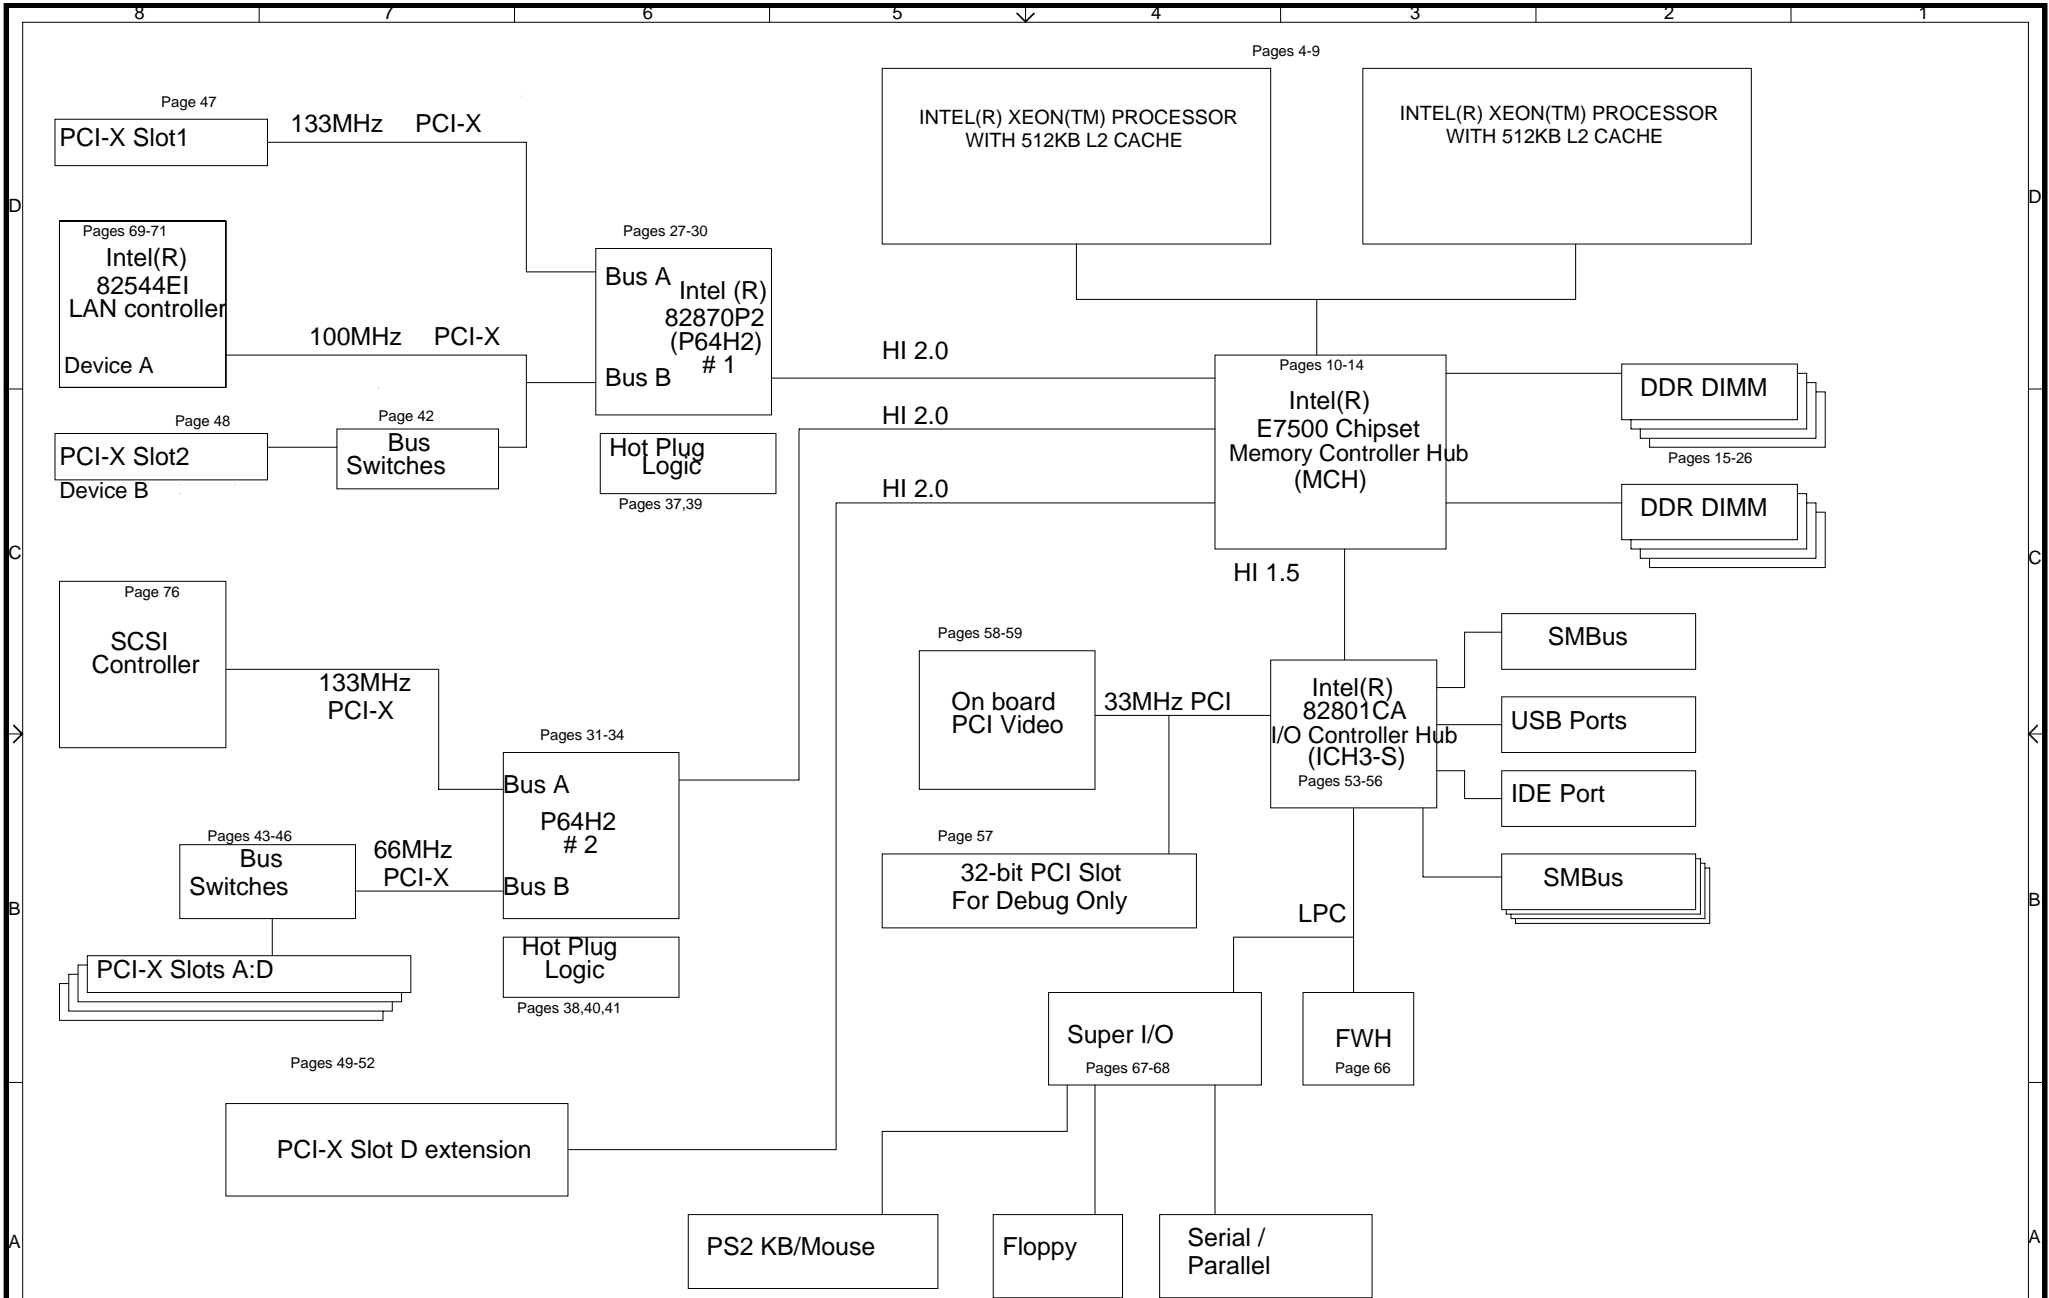 8 7 6 5 4 3 2 1
Pages 4-9
INTEL(R) XEON(TM) PROCESSOR
WITH 512KB L2 CACHE
INTEL(R) XEON(TM) PROCESSOR
WITH 512KB L2 CACHE
Page 47
PCI-X Slot1
133MHz PCI-X
D
D
Pages 69-71
Intel(R)
82544EI
LAN controller
Device A
100MHz PCI-X
Pages 27-30
Bus A
Intel (R)
82870P2
(P64H2)
# 1
Bus B
HI 2.0
HI 2.0
HI 2.0
Pages 10-14
Intel(R)
E7500 Chipset
Memory Controller Hub
(MCH)
DDR DIMM
Pages 15-26
DDR DIMM
Page 48
PCI-X Slot2
Device B
Page 42
Bus
Switches
Hot Plug
Logic
Pages 37,39
C
C
HI 1.5
Page 76
SCSI
Controller
133MHz
PCI-X
Pages 58-59
On board
PCI Video
33MHz PCI
Intel(R)
82801CA
I/O Controller Hub
(ICH3-S)
Pages 53-56
SMBus
USB Ports
IDE Port
SMBus
Pages 31-34
Bus A
P64H2
# 2
Bus B
Pages 43-46
Bus
Switches
66MHz
PCI-X
Page 57
32-bit PCI Slot
For Debug Only
B
B
LPC
PCI-X Slots A:D
Hot Plug
Logic
Pages 38,40,41
Super I/O
Pages 67-68
FWH
Page 66
Pages 49-52
PCI-X Slot D extension
A
A
PS2 KB/Mouse
Floppy
Serial /
Parallel